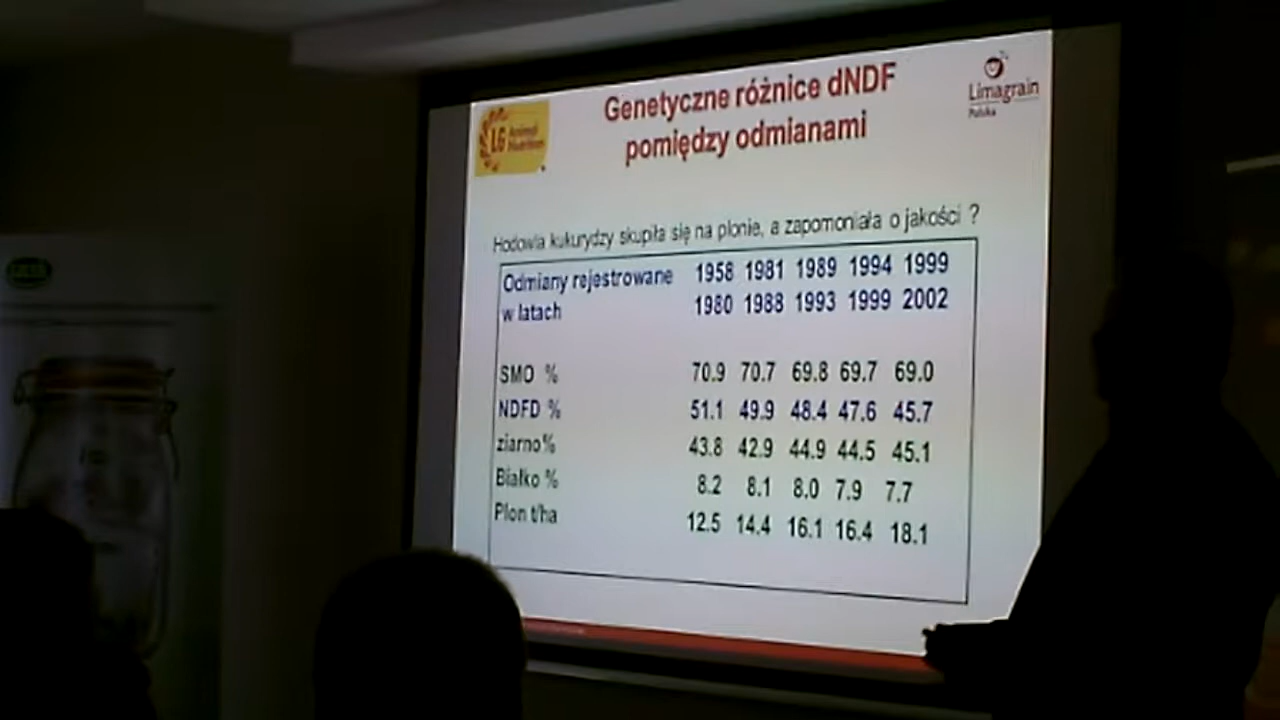 Genetyczne różnice dNDF
pomiędzy odmianami
LG Animal
Nutrition
Limagrain
Polska
Hodowla kukurydzy skupiła się na plonie, a zapomoniała o jakości ?
Odmiany rejestrowane 1958 1981 1989 1994 1999
w latach 1980 1988 1993 1999 2002
SMO % 70.9 70.7 69.8 69.7 69.0
NDFD % 51.1 49.9 48.4 47.6 45.7
ziarno% 43.8 42.9 44.9 44.5 45.1
Białko % 8.2 8.1 8.0 7.9 7.7
Plon t/ha 12.5 14.4 16.1 16.4 18.1